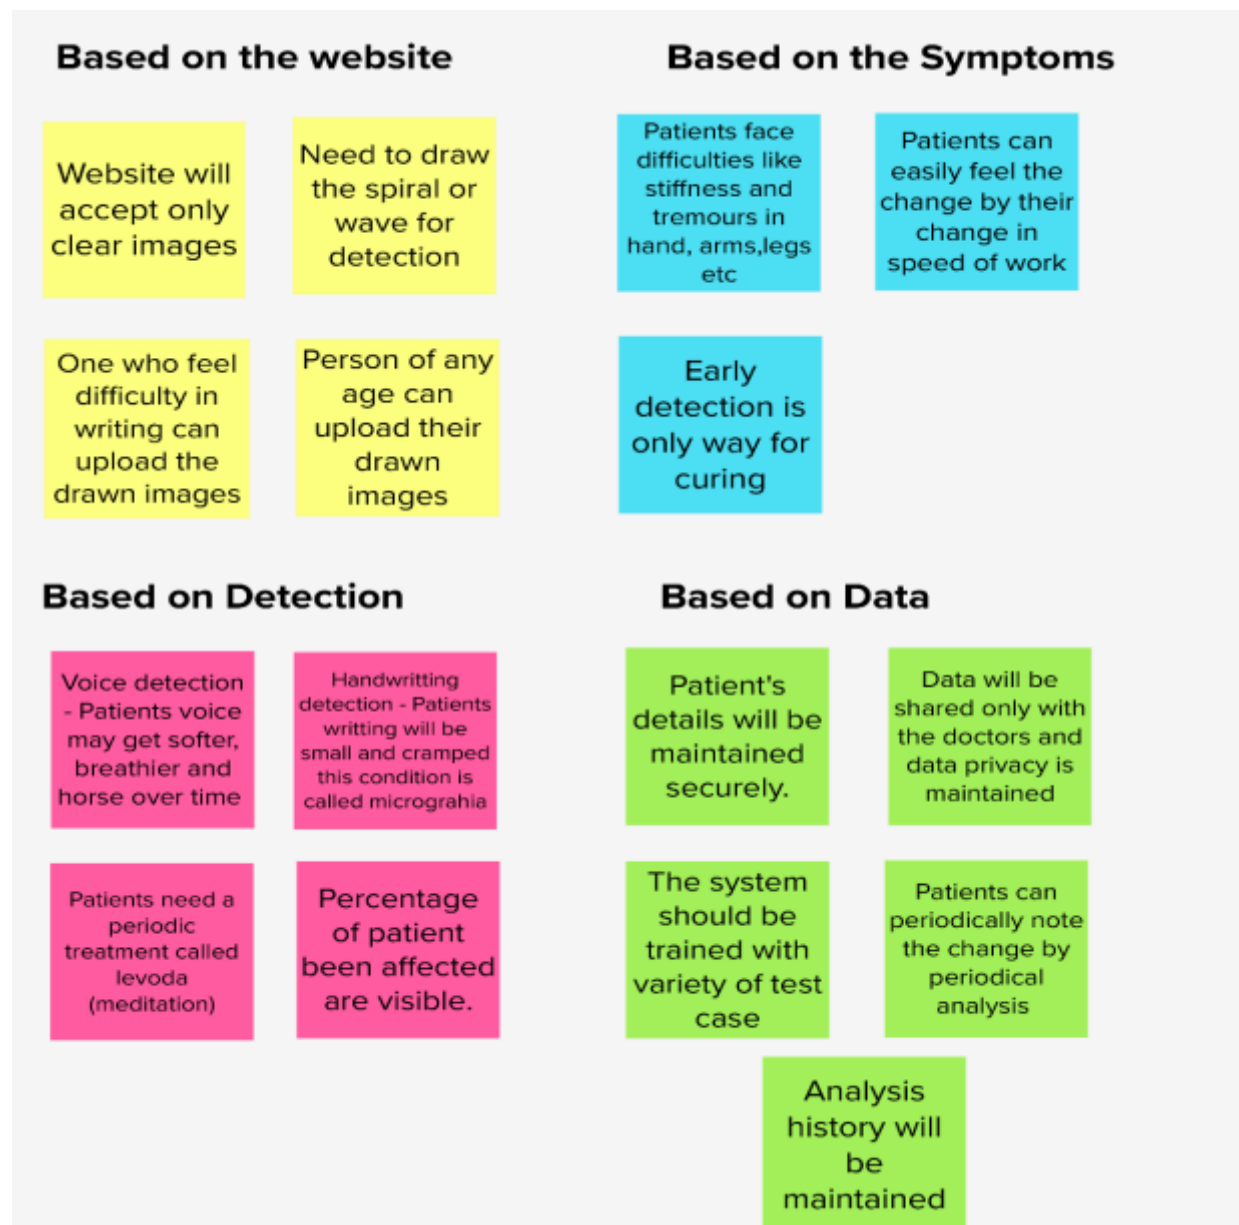 Based on the website
Website will
accept only
clear images
Need to draw
the spiral or
wave for
detection
One who feel
difficulty in
writing can
upload the
drawn images
Person of any
age can
upload their
drawn
images
Based on the Symptoms
Patients face
difficulties like
stiffness and
tremours in
hand, arms,legs
etc
Patients can
easily feel the
change by their
change in
speed of work
Early
detection is
only way for
curing
Based on Detection
Voice detection
- Patients voice
may get softer,
breathier and
horse over time
Handwritting
detection - Patients
writting will be
small and cramped
this condition is
called micrograhia
Patients need a
periodic
treatment called
levoda
(meditation)
Percentage
of patient
been affected
are visible.
Based on Data
Patient's
details will be
maintained
securely.
Data will be
shared only with
the doctors and
data privacy is
maintained
The system
should be
trained with
variety of test
case
Patients can
periodically note
the change by
periodical
analysis
Analysis
history will
be
maintained